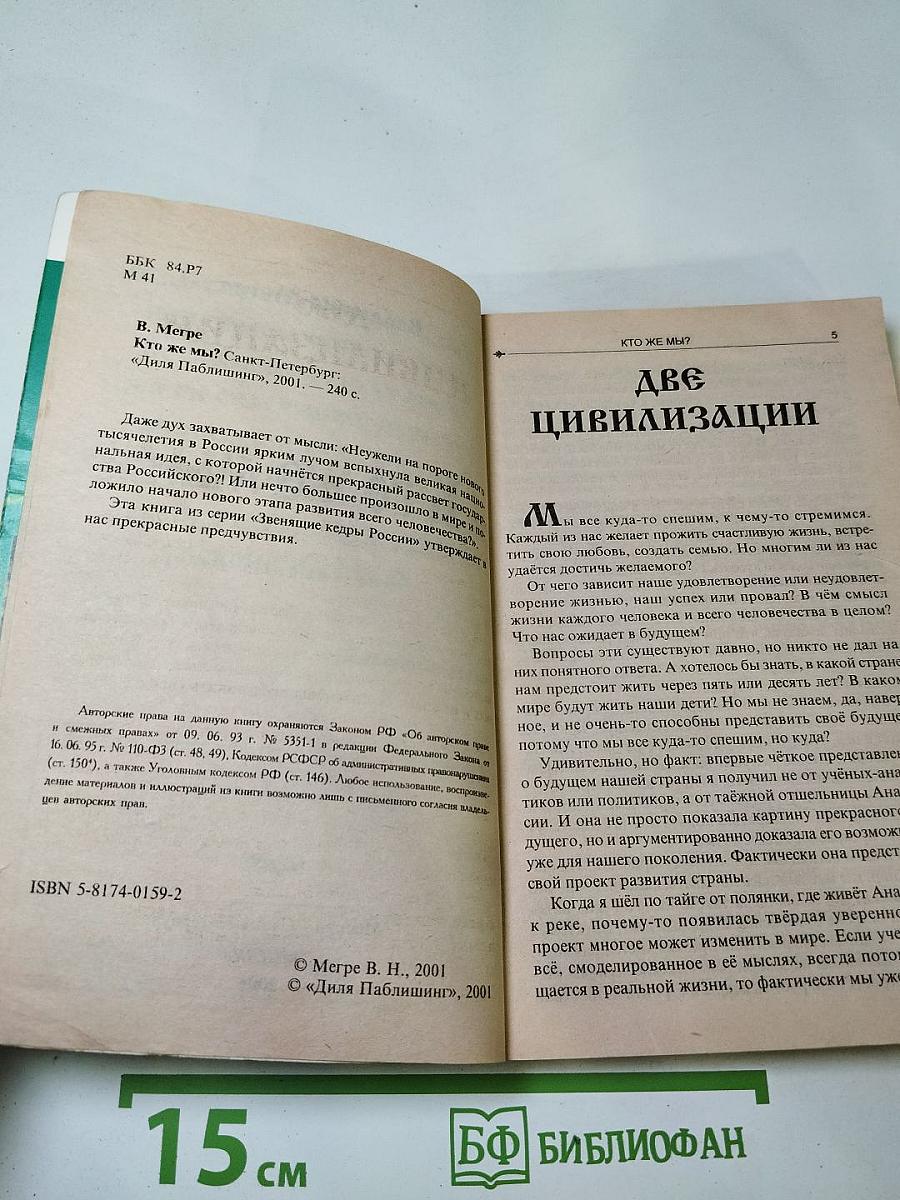 ББК 84.Р7
М 41
В. Мегре
Кто же мы? Санкт-Петербург:
«Диля Паблишинг», 2001. — 240 с.
Даже дух захватывает от мысли: «Неужели на пороге нового
тысячелетия в России ярким лучом вспыхнула великая нацио-
нальная идея, с которой начнётся прекрасный рассвет государ-
ства Российского?! Или нечто большее произошло в мире и по-
ложило начало нового этапа развития всего человечества?».
Эта книга из серии «Звенящие кедры России» утверждает в
нас прекрасные предчувствия.
Авторские права на данную книгу охраняются Законом РФ «Об авторском праве
и смежных правах» от 09. 06. 93 г. № 5351-1 в редакции Федерального Закона от
16. 06. 95 г. № 110-ФЗ (ст. 48, 49), Кодексом РСФСР об административных правонарушениях
(ст. 150⁴), а также Уголовным кодексом РФ (ст. 146). Любое использование, воспроизве-
дение материалов и иллюстраций из книги возможно лишь с письменного согласия владель-
цев авторских прав.
ISBN 5-8174-0159-2
© Мегре В. Н., 2001
© «Диля Паблишинг», 2001
КТО ЖЕ МЫ? 5
ДВЕ
ЦИВИЛИЗАЦИИ
Мы все куда-то спешим, к чему-то стремимся.
Каждый из нас желает прожить счастливую жизнь, встре-
тить свою любовь, создать семью. Но многим ли из нас
удаётся достичь желаемого?
От чего зависит наше удовлетворение или неудовлет-
ворение жизнью, наш успех или провал? В чём смысл
жизни каждого человека и всего человечества в целом?
Что нас ожидает в будущем?
Вопросы эти существуют давно, но никто не дал на
них понятного ответа. А хотелось бы знать, в какой стране
нам предстоит жить через пять или десять лет? В каком
мире будут жить наши дети? Но мы не знаем, да, навер
ное, и не очень-то способны представить своё будуще
потому что мы все куда-то спешим, но куда?
Удивительно, но факт: впервые чёткое представлен
о будущем нашей страны я получил не от учёных-ана
тиков или политиков, а от таёжной отшельницы Ана
сии. И она не просто показала картину прекрасного
дущего, но и аргументированно доказала его возможн
уже для нашего поколения. Фактически она предст
свой проект развития страны.
Когда я шёл по тайге от полянки, где живёт Ана
к реке, почему-то появилась твёрдая уверенно
проект многое может изменить в мире. Если уче
всё, смоделированное в её мыслях, всегда пото
щается в реальной жизни, то фактически мы уже
15 см
БФ БИБЛИОФАН